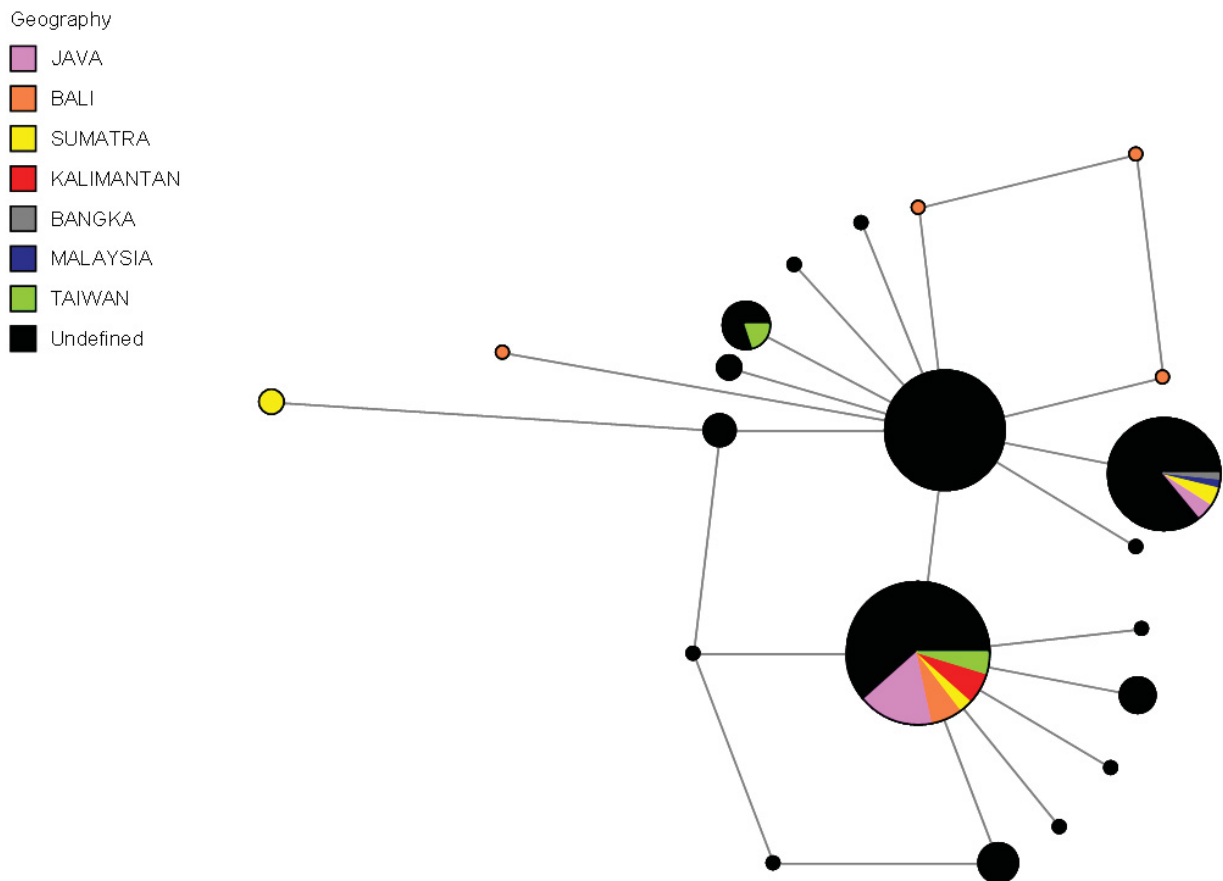 Geography
JAVA
BALI
SUMATRA
KALIMANTAN
BANGKA
MALAYSIA
TAIWAN
Undefined